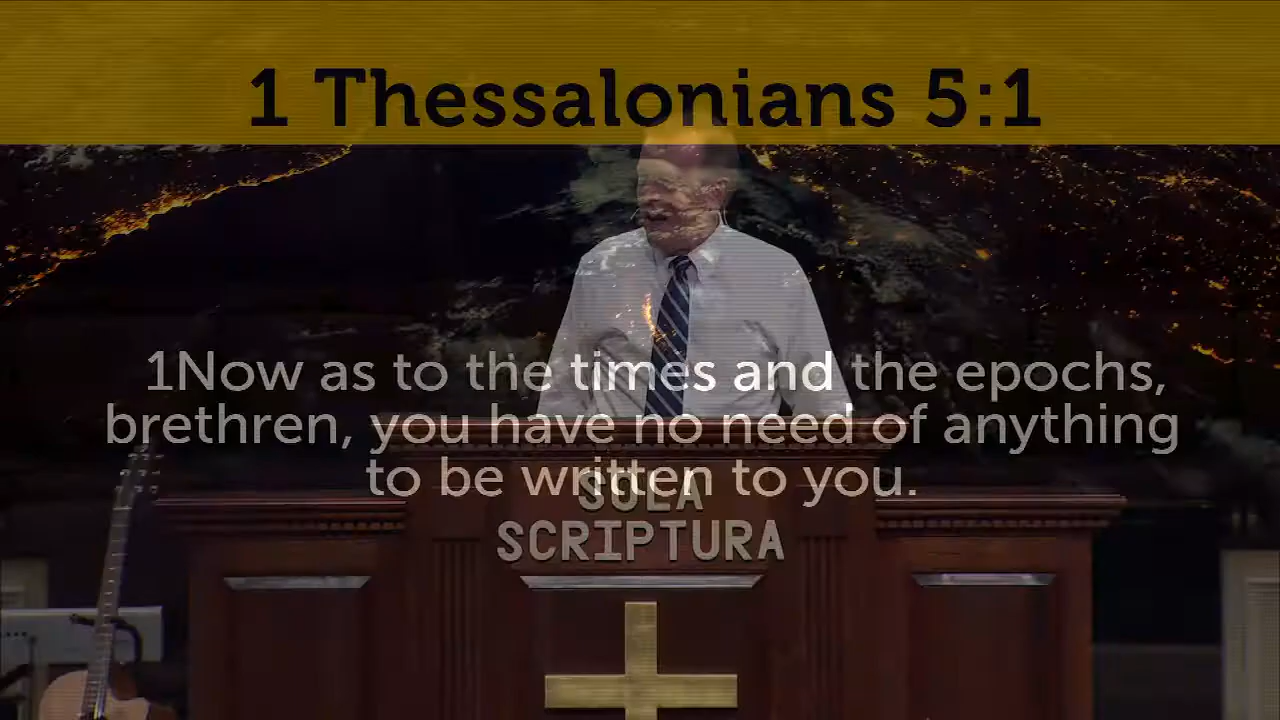 1 Thessalonians 5:1
1Now as to the times and the epochs,
brethren, you have no need of anything
to be written to you.
SOLA
SCRIPTURA